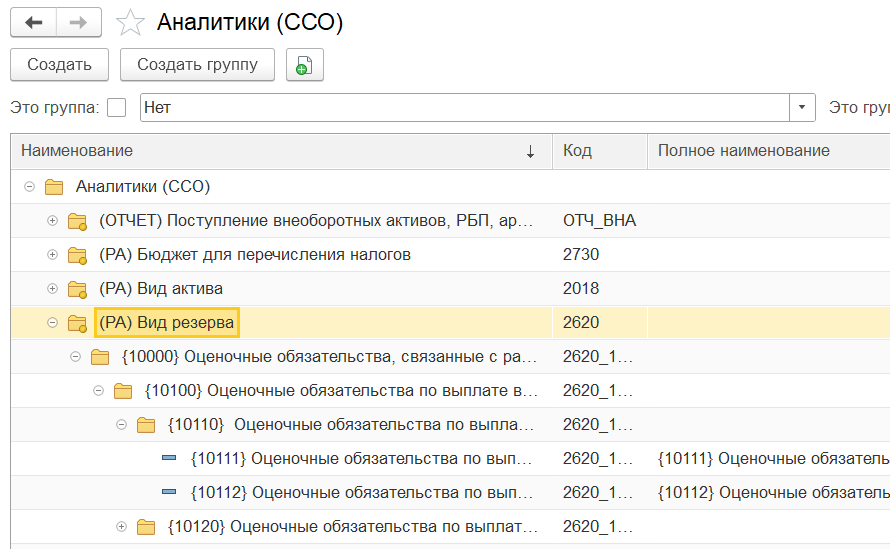 Аналитики (ССО)
Создать Создать группу
Это группа: Нет Это гру
Наименование ↓ Код Полное наименование
Аналитики (ССО)
(ОТЧЕТ) Поступление внеоборотных активов, РБП, ар... ОТЧ_ВНА
(РА) Бюджет для перечисления налогов 2730
(РА) Вид актива 2018
(РА) Вид резерва 2620
{10000} Оценочные обязательства, связанные с ра... 2620_1...
{10100} Оценочные обязательства по выплате в... 2620_1...
{10110} Оценочные обязательства по выпла... 2620_1...
{10111} Оценочные обязательства по вып... 2620_1... {10111} Оценочные обязатель
{10112} Оценочные обязательства по вып... 2620_1... {10112} Оценочные обязатель
{10120} Оценочные обязательства по выплат... 2620_1...